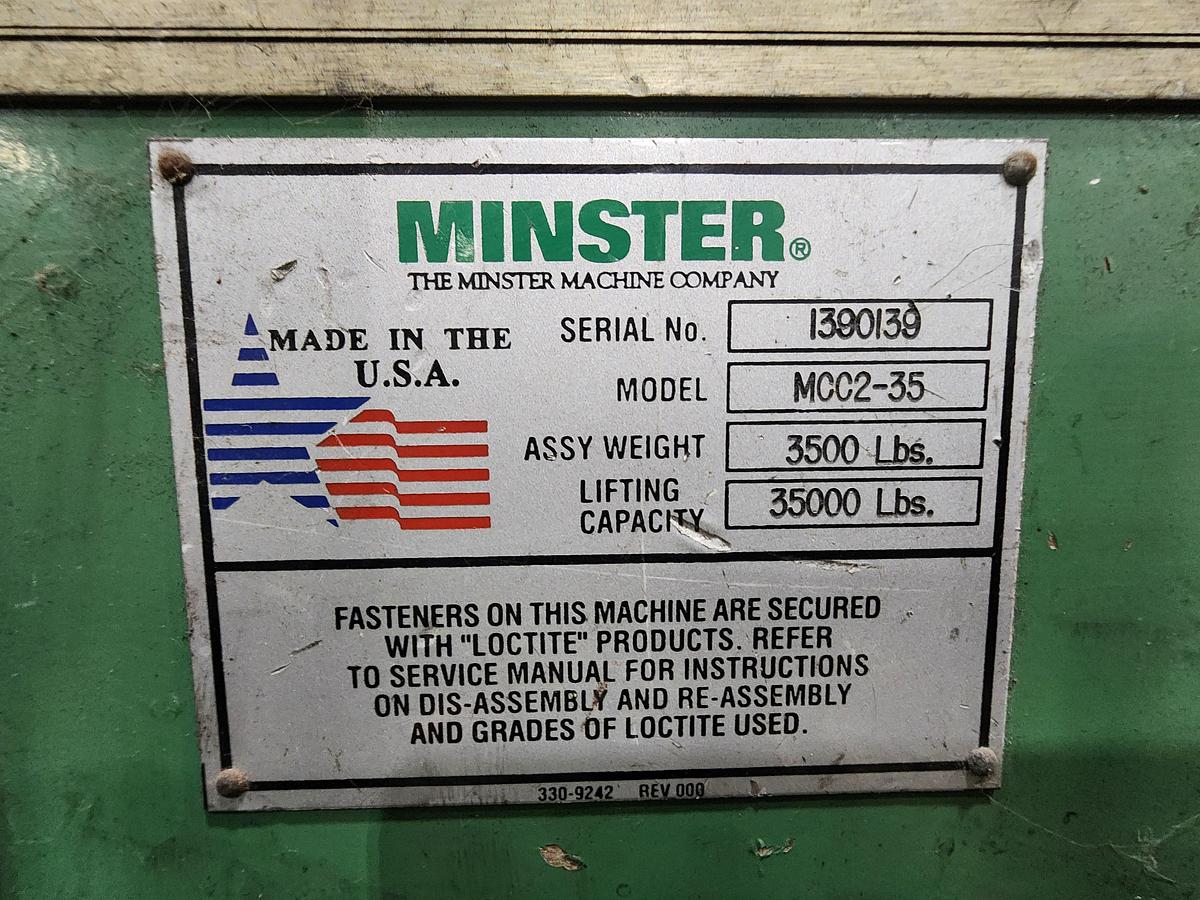 MINSTER®
THE MINSTER MACHINE COMPANY
MADE IN THE
U.S.A.
SERIAL No. 1390139
MODEL MCC2-35
ASSY WEIGHT 3500 Lbs.
LIFTING
CAPACITY 35000 Lbs.
FASTENERS ON THIS MACHINE ARE SECURED
WITH "LOCTITE" PRODUCTS. REFER
TO SERVICE MANUAL FOR INSTRUCTIONS
ON DIS-ASSEMBLY AND RE-ASSEMBLY
AND GRADES OF LOCTITE USED.
330-9242 REV 000